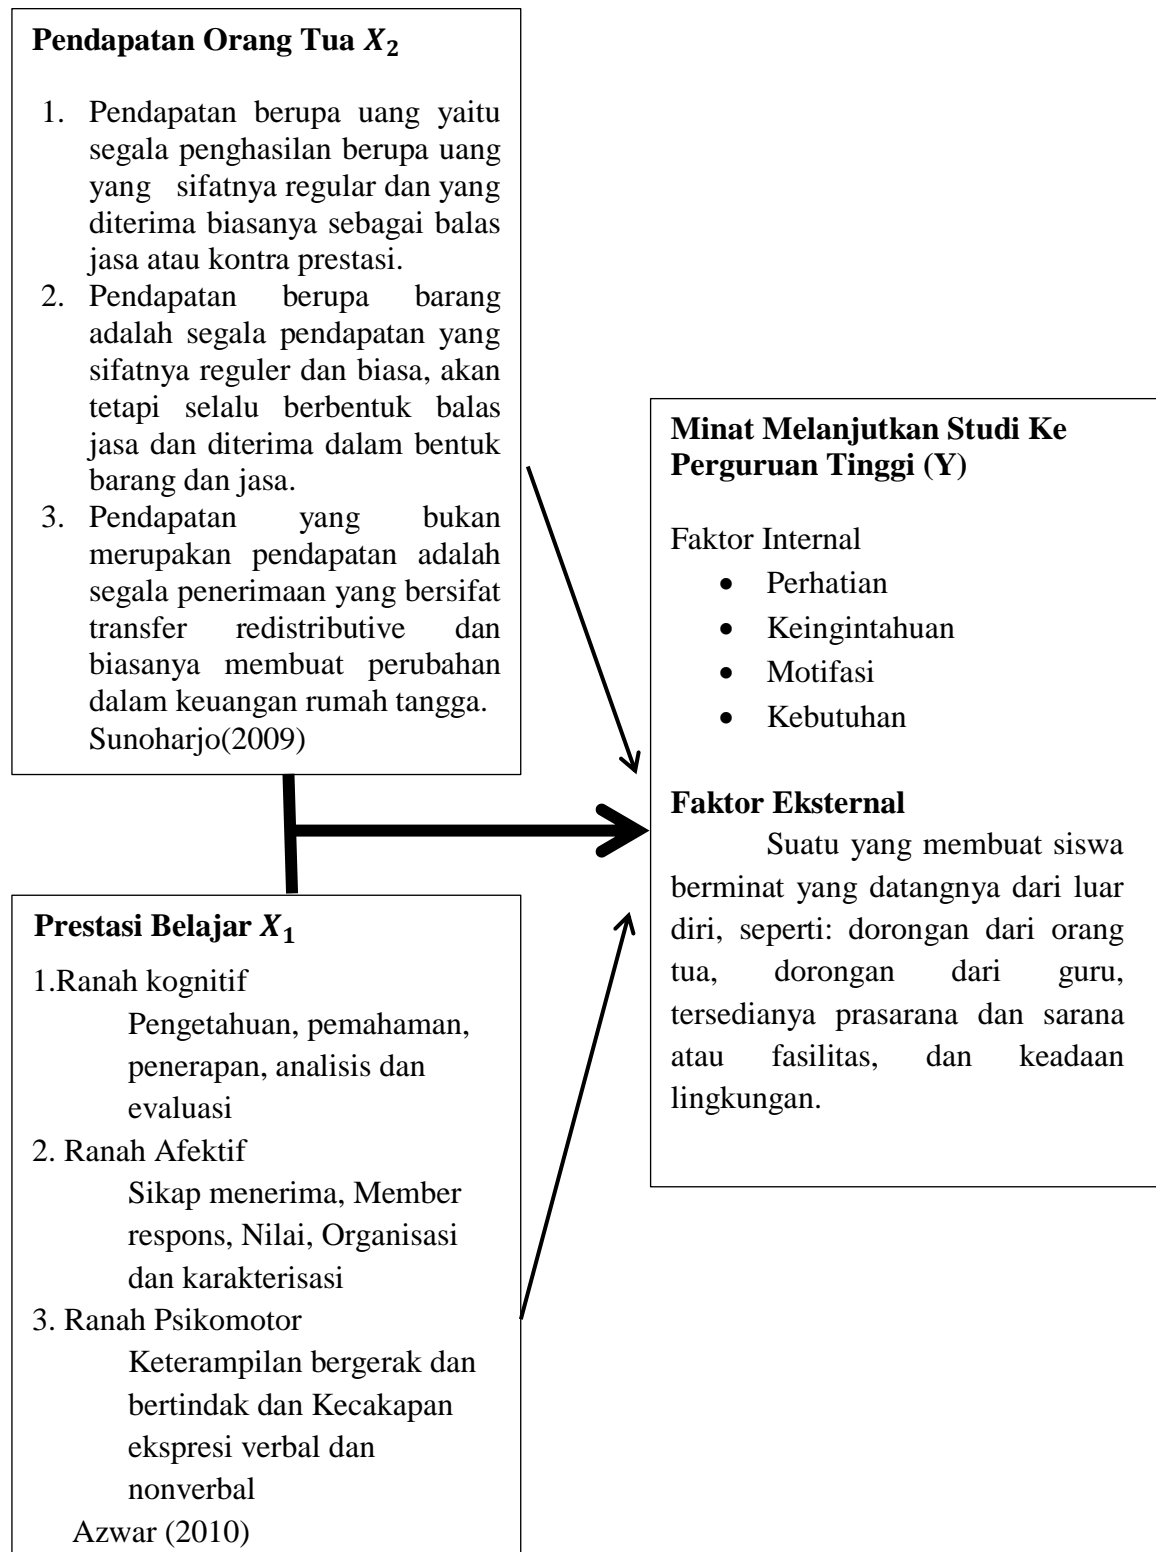 Pendapatan Orang Tua X₂
1. Pendapatan berupa uang yaitu
segala penghasilan berupa uang
yang sifatnya regular dan yang
diterima biasanya sebagai balas
jasa atau kontra prestasi.
2. Pendapatan berupa barang
adalah segala pendapatan yang
sifatnya reguler dan biasa, akan
tetapi selalu berbentuk balas
jasa dan diterima dalam bentuk
barang dan jasa.
3. Pendapatan yang bukan
merupakan pendapatan adalah
segala penerimaan yang bersifat
transfer redistributive dan
biasanya membuat perubahan
dalam keuangan rumah tangga.
Sunoharjo(2009)
Prestasi Belajar X₁
1.Ranah kognitif
Pengetahuan, pemahaman,
penerapan, analisis dan
evaluasi
2. Ranah Afektif
Sikap menerima, Member
respons, Nilai, Organisasi
dan karakterisasi
3. Ranah Psikomotor
Keterampilan bergerak dan
bertindak dan Kecakapan
ekspresi verbal dan
nonverbal
Azwar (2010)
Minat Melanjutkan Studi Ke
Perguruan Tinggi (Y)
Faktor Internal
• Perhatian
• Keingintahuan
• Motifasi
• Kebutuhan
Faktor Eksternal
Suatu yang membuat siswa
berminat yang datangnya dari luar
diri, seperti: dorongan dari orang
tua, dorongan dari guru,
tersedianya prasarana dan sarana
atau fasilitas, dan keadaan
lingkungan.